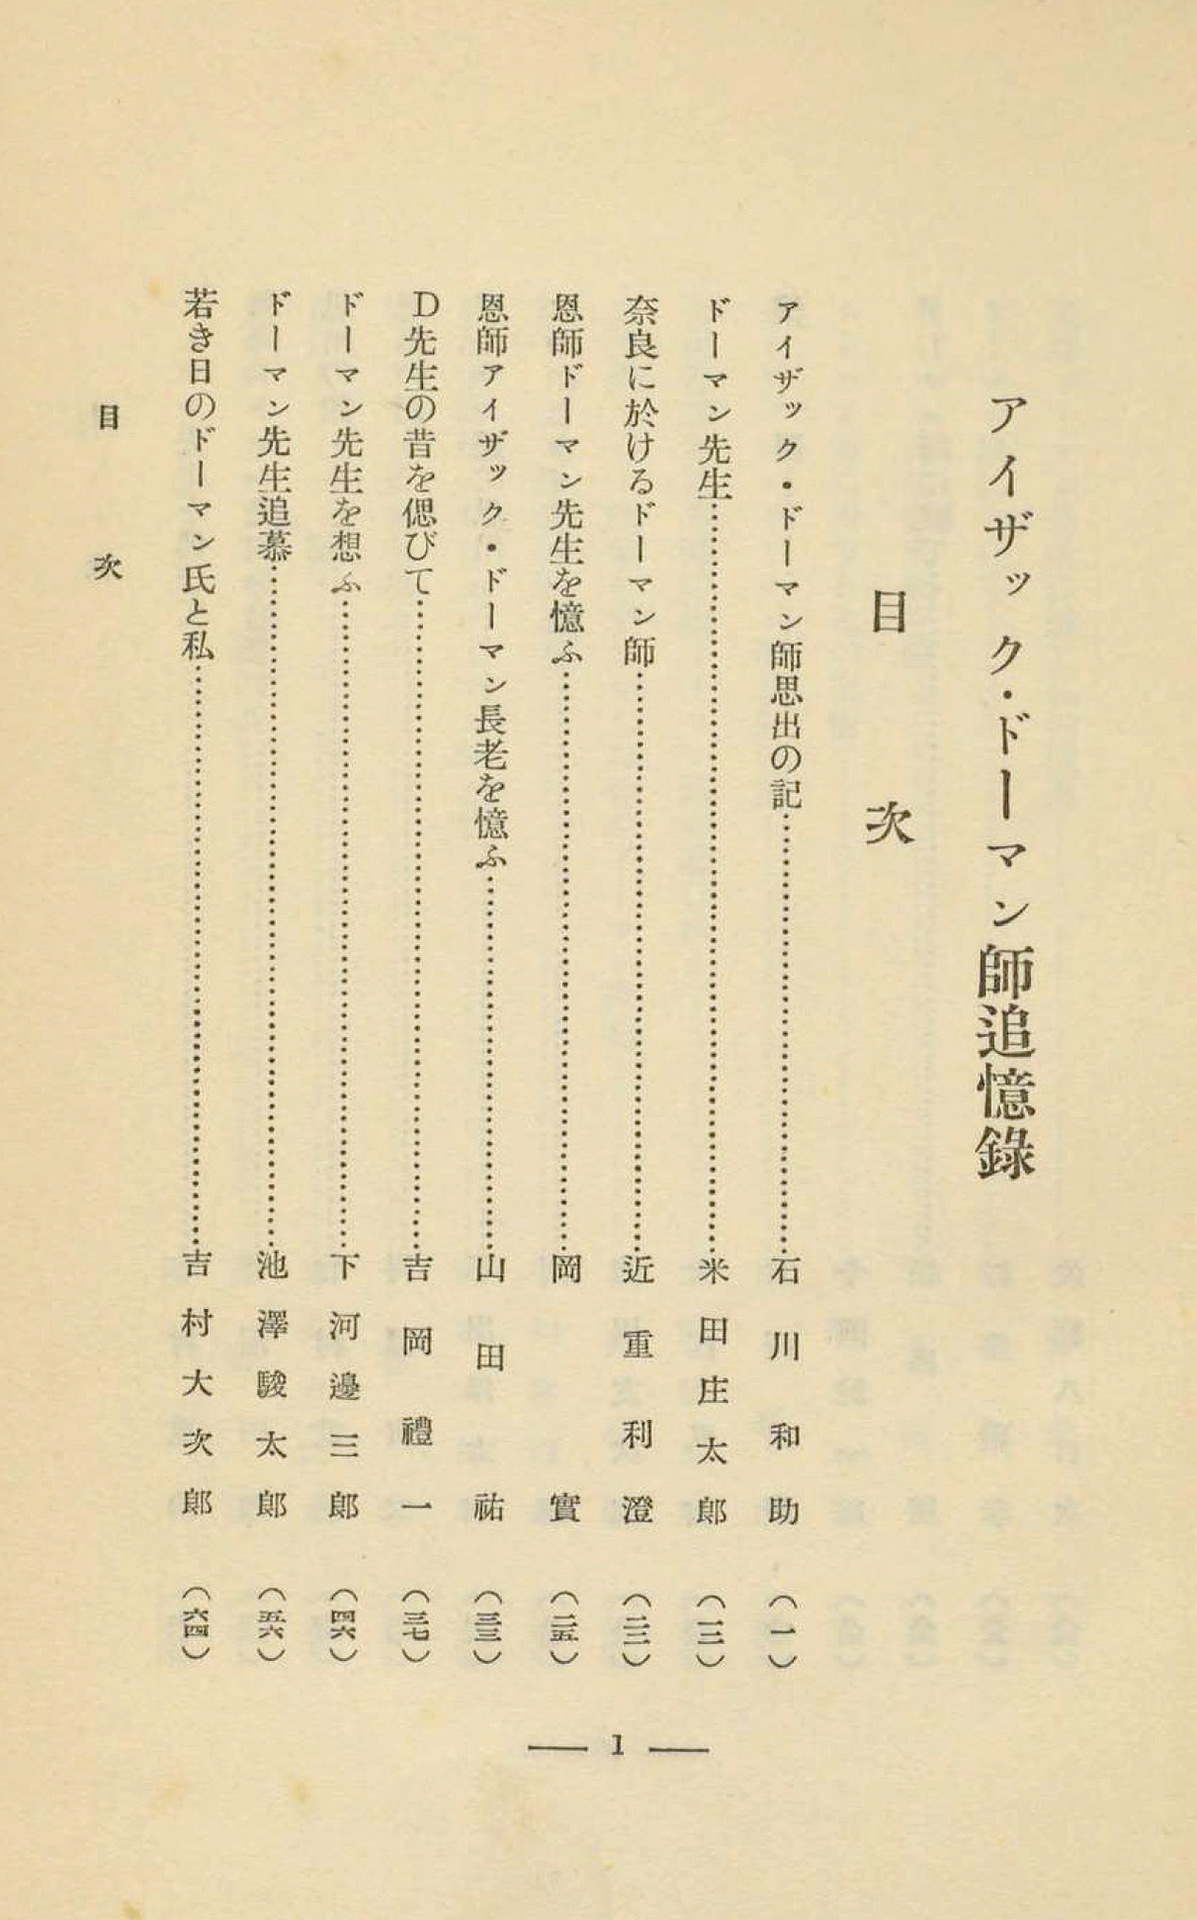 アイザック・ドーマン師追憶錄
目次
アイザック・ドーマン師思出の記……石川和助（一）
ドーマン先生……米田庄太郎
奈良に於けるドーマン師……近重利澄
恩師ドーマン先生を憶ふ……岡實（二五）
恩師アイザック・ドーマン長老を憶ふ……山田祐（三三）
D先生の昔を偲びて……吉岡禮一（三七）
ドーマン先生を想ふ……下河邊三郎（四六）
ドーマン先生追慕……池澤駿太郎（五六）
若き日のドーマン氏と私……吉村大次郎（六四）
目次
— 1 —